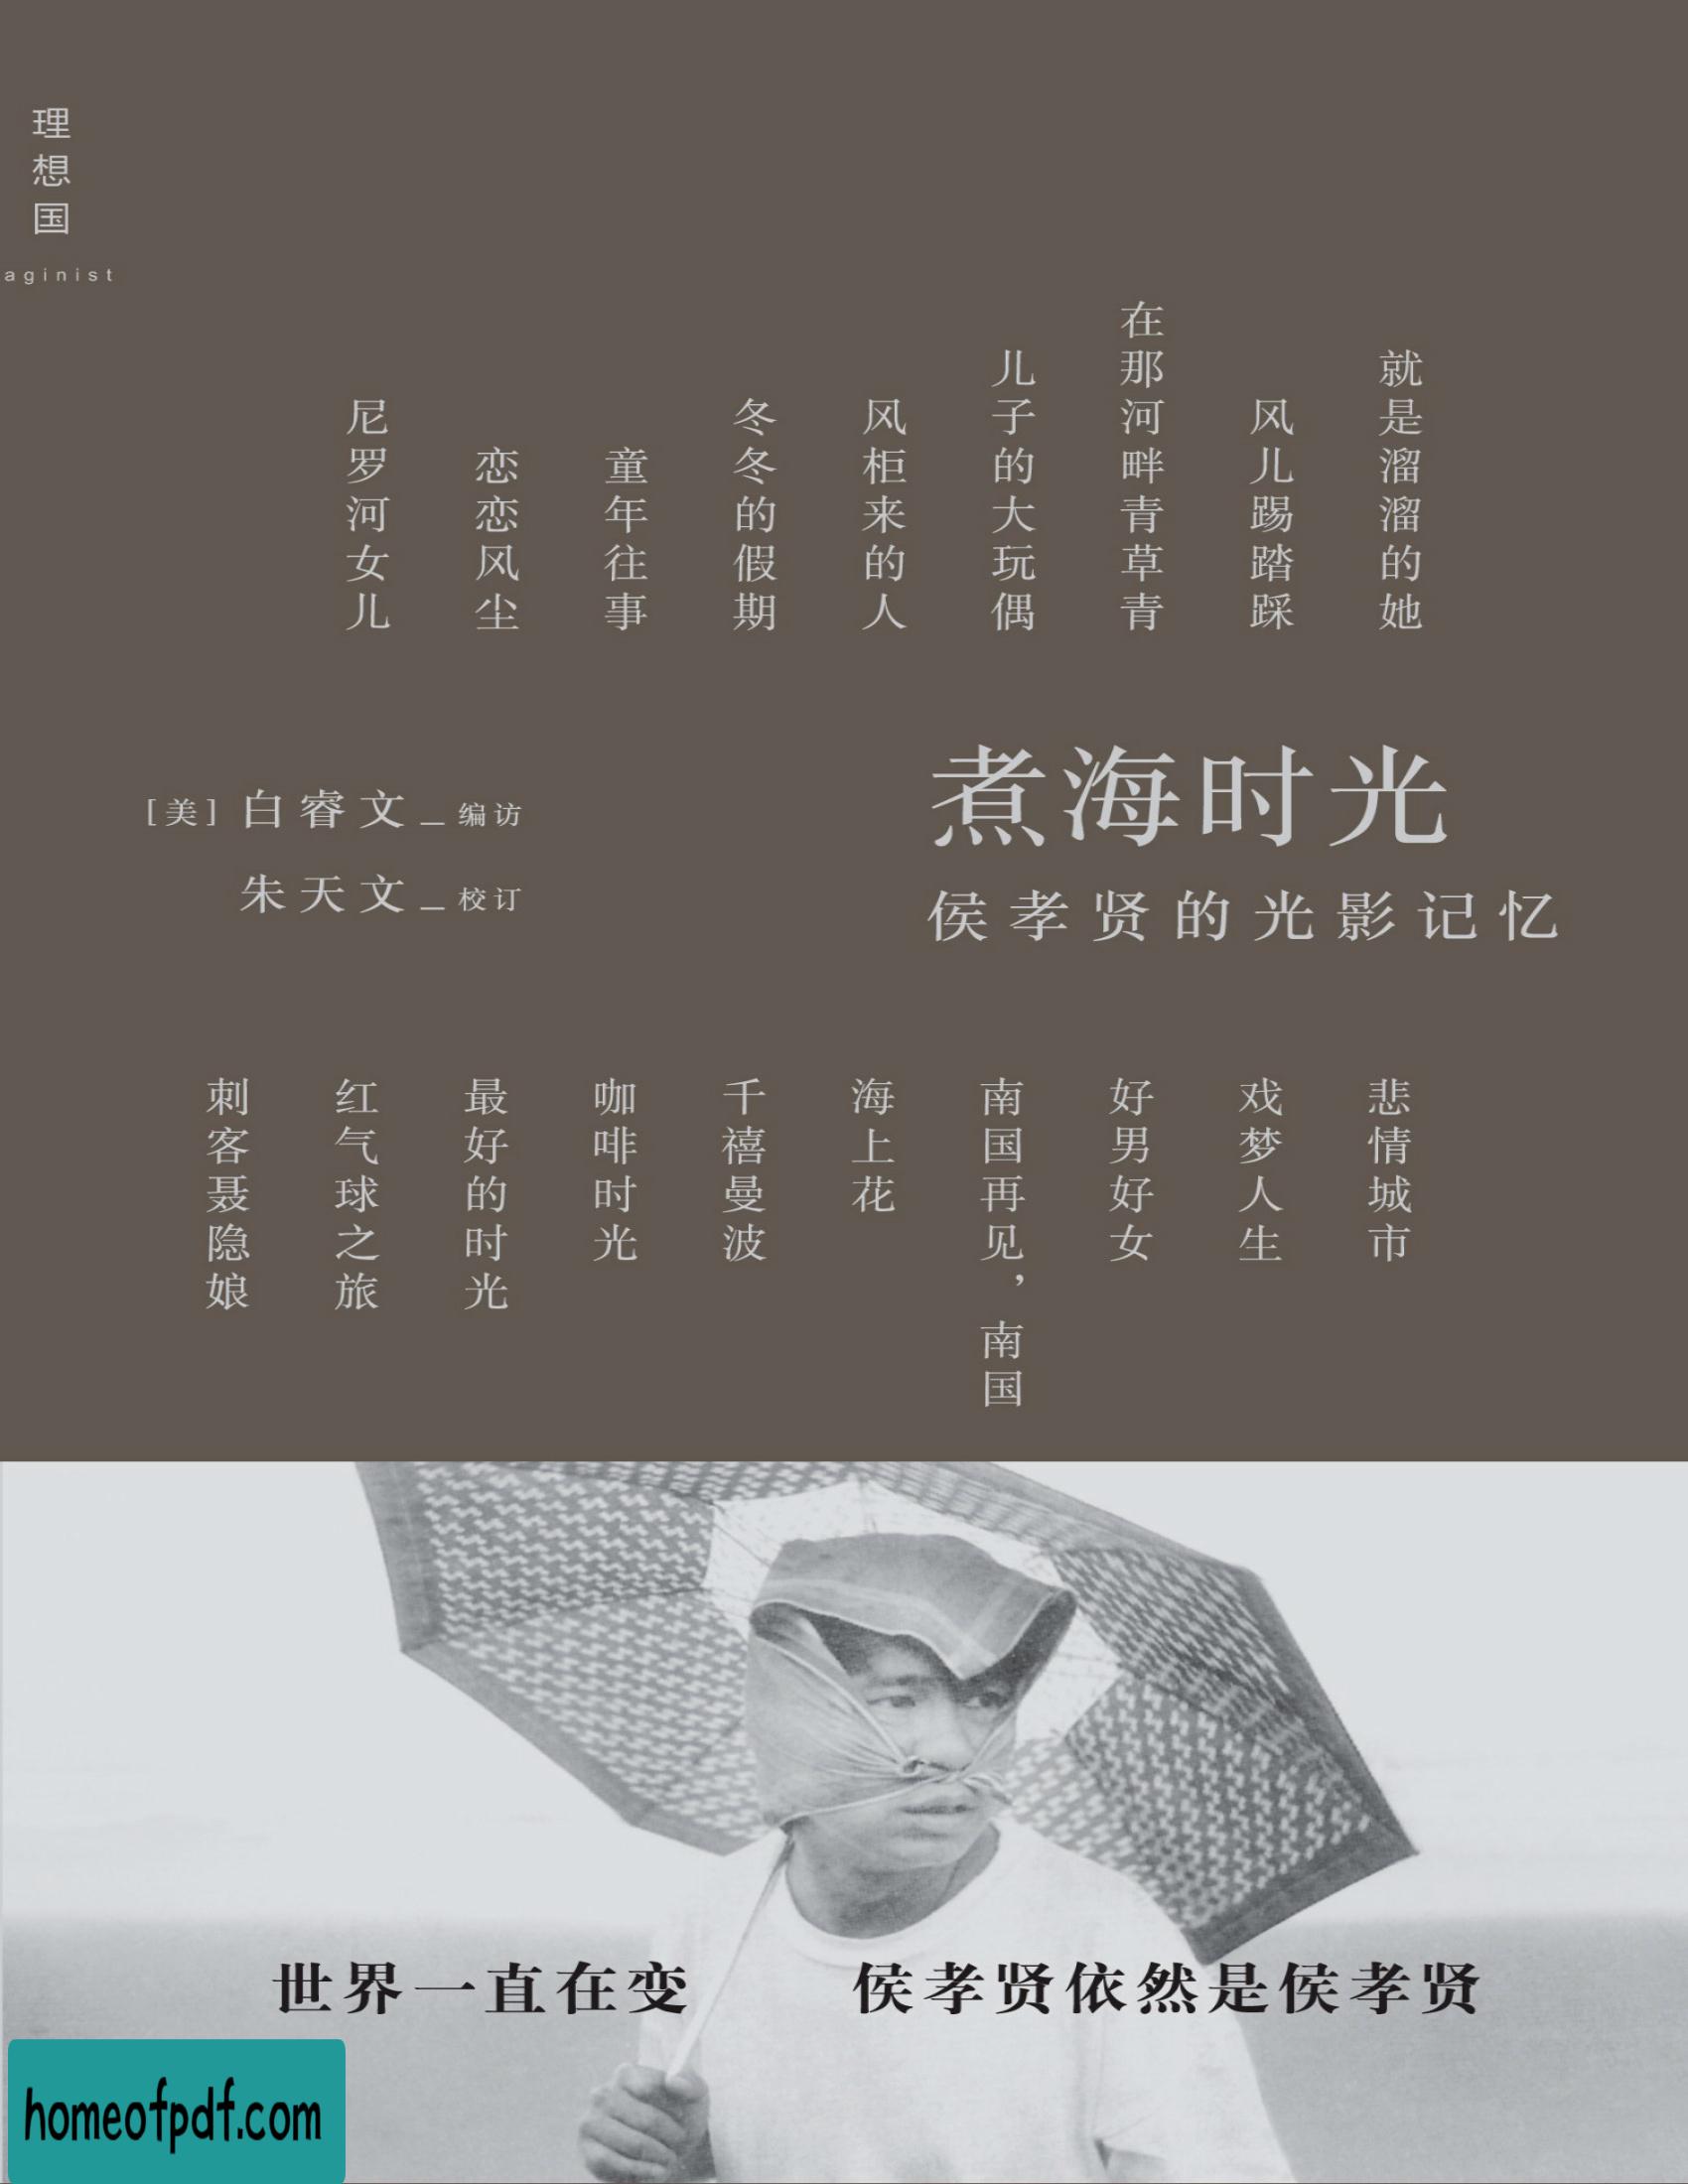 理想国
aginist
就是溜溜的她
风儿踢踏踩
在那河畔青草青
儿子的大玩偶
风柜来的人
冬冬的假期
童年往事
恋恋风尘
尼罗河女儿
煮海时光
侯孝贤的光影记忆
[美] 白睿文_编访
朱天文_校订
悲情城市
戏梦人生
好男好女
南国再见，南国
海上花
千禧曼波
咖啡时光
最好的时光
红气球之旅
刺客聂隐娘
世界一直在变 侯孝贤依然是侯孝贤
homeofpdf.com